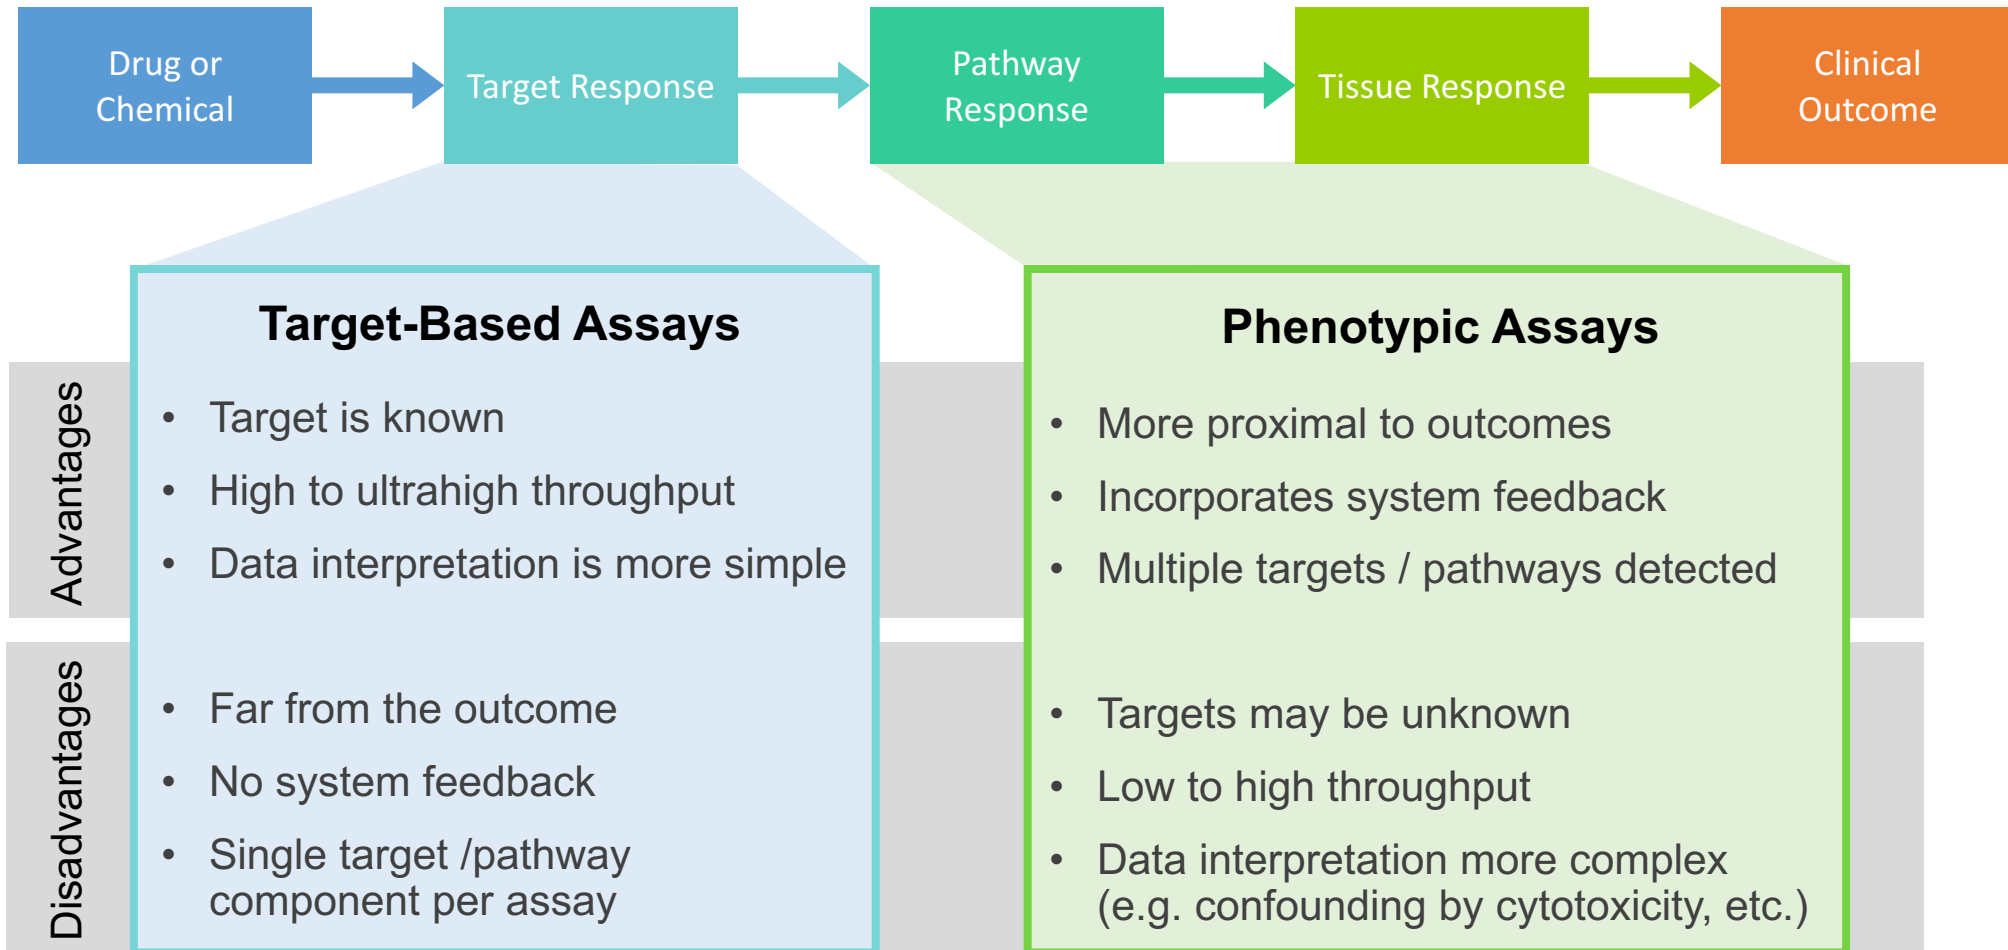 Drug or
Chemical
Target Response
Pathway
Response
Tissue Response
Clinical
Outcome
Target-Based Assays
Phenotypic Assays
Advantages
• Target is known
• High to ultrahigh throughput
• Data interpretation is more simple
• More proximal to outcomes
• Incorporates system feedback
• Multiple targets / pathways detected
Disadvantages
• Far from the outcome
• No system feedback
• Single target /pathway
component per assay
• Targets may be unknown
• Low to high throughput
• Data interpretation more complex
(e.g. confounding by cytotoxicity, etc.)